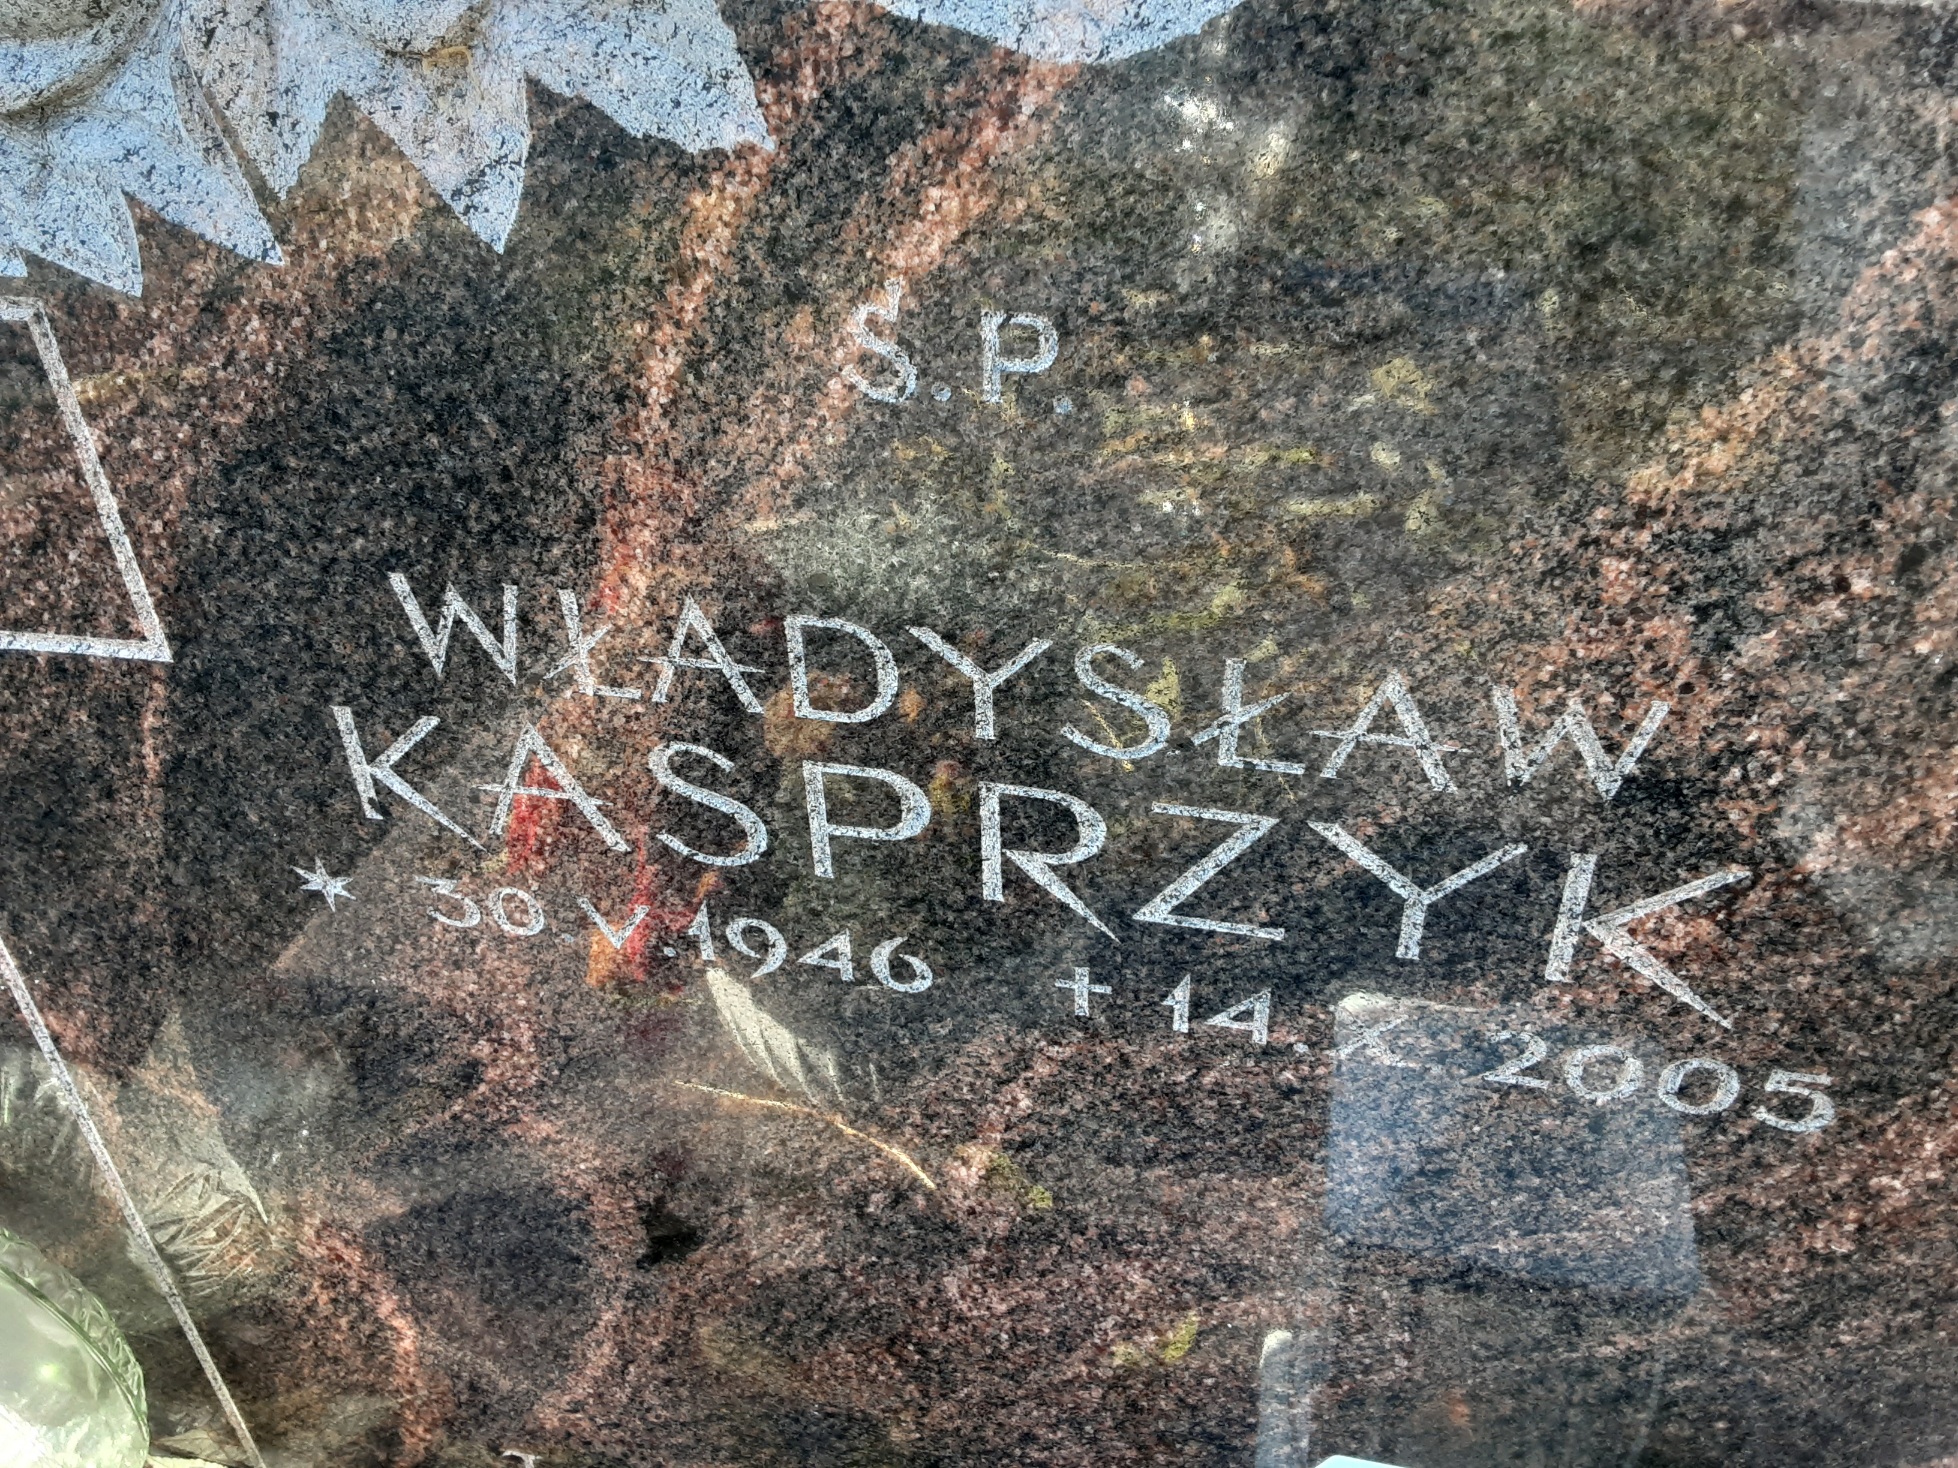 Ś.P.
WŁADYSŁAW
KASPRZYK
* 30.V.1946 + 14.X 2005